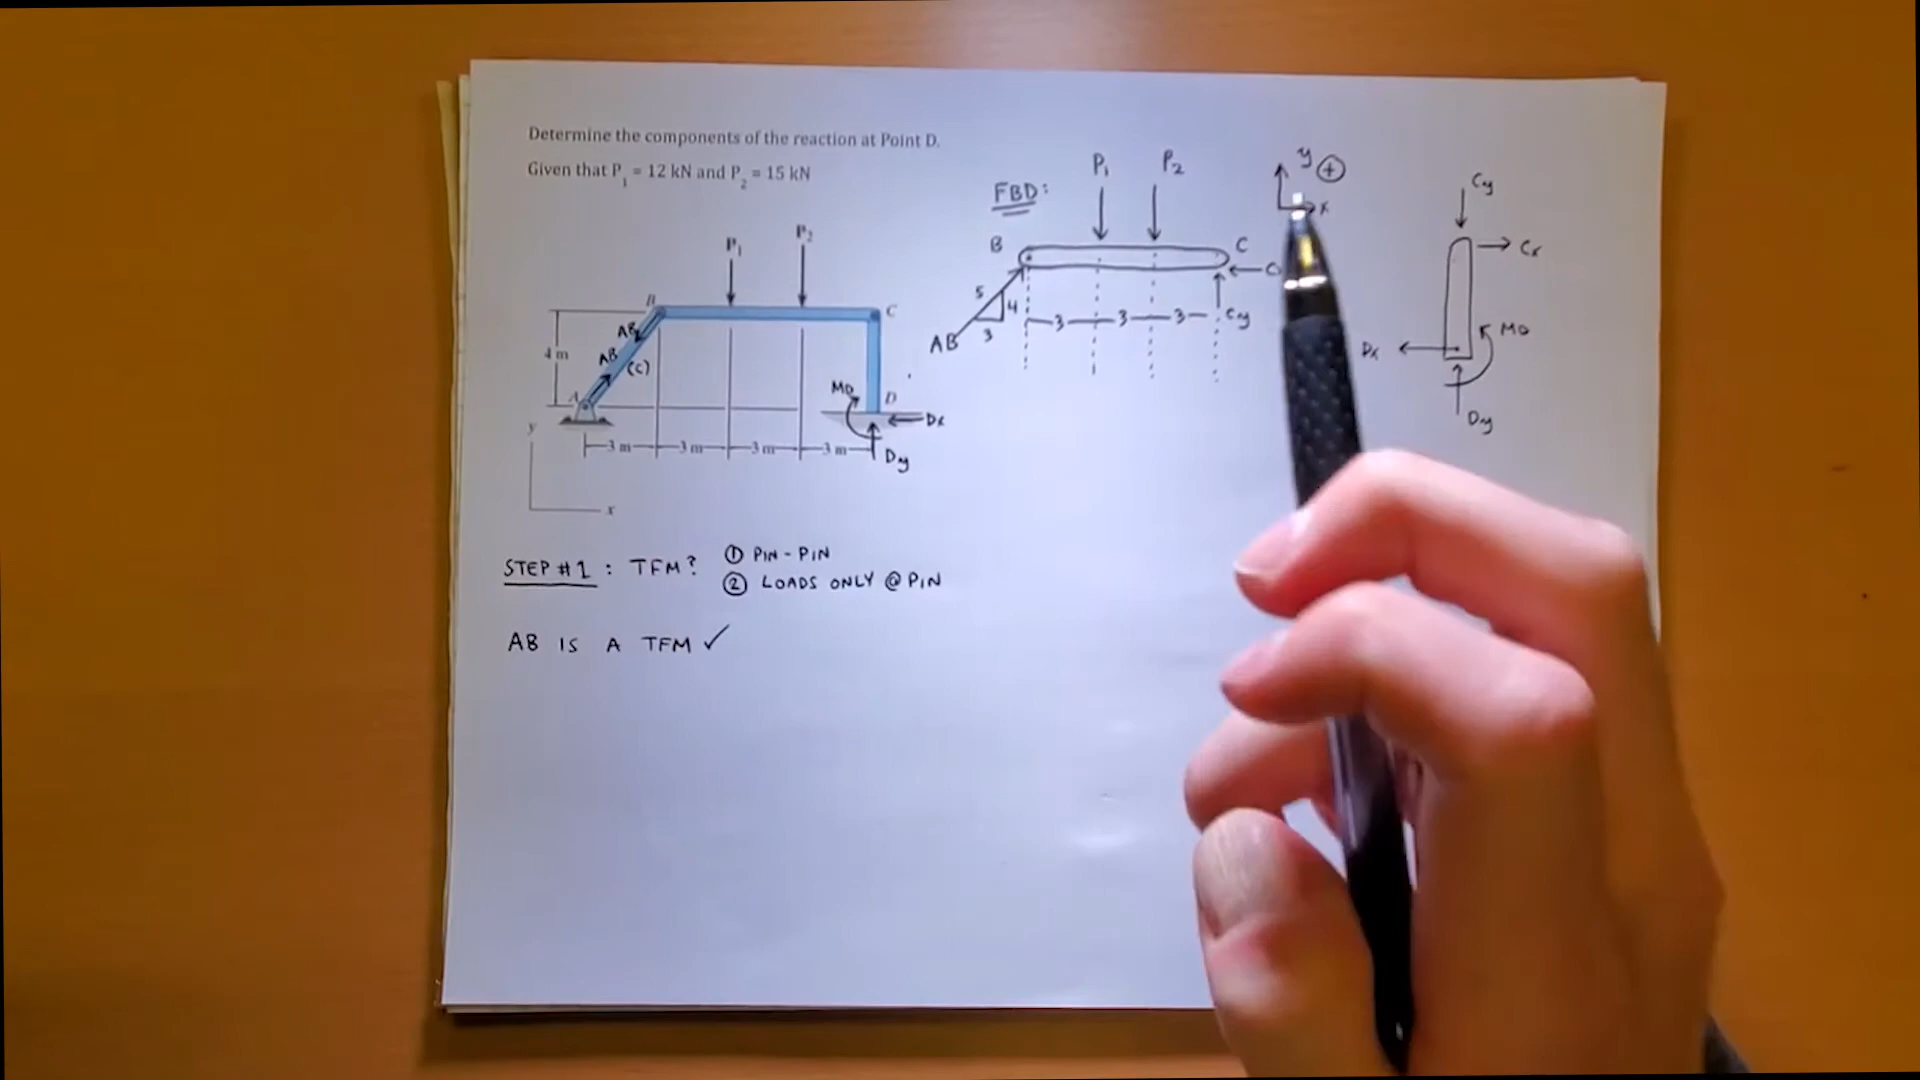 Determine the components of the reaction at Point D.
Given that P1 = 12 kN and P2 = 15 kN
P1
P2
B
C
AB
AB
(C)
4 m
A
MD
D
Dx
Dy
3 m
3 m
3 m
3 m
y
x
FBD:
P1
P2
B
C
5
4
3
AB
3
3
3
Cy
y
+
x
Cy
Cx
MD
Dx
Dy
STEP #1 : TFM? ① PIN - PIN
② LOADS ONLY @ PIN
AB IS A TFM ✓